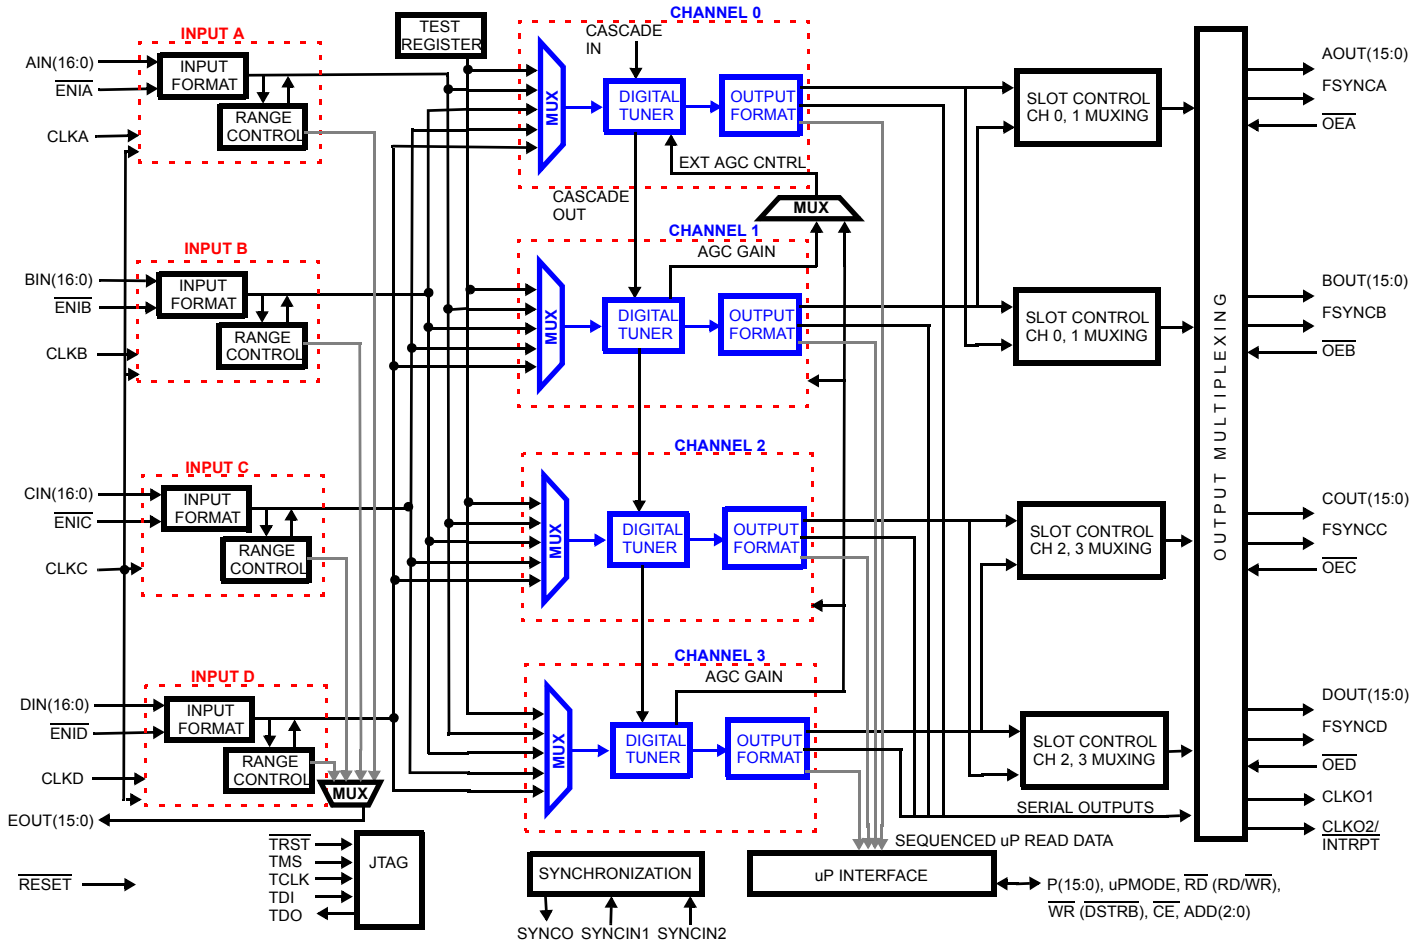 INPUT A
AIN(16:0)
ENIA
CLKA
INPUT
FORMAT
RANGE
CONTROL
INPUT B
BIN(16:0)
ENIB
CLKB
INPUT
FORMAT
RANGE
CONTROL
INPUT C
CIN(16:0)
ENIC
CLKC
INPUT
FORMAT
RANGE
CONTROL
INPUT D
DIN(16:0)
ENID
CLKD
INPUT
FORMAT
RANGE
CONTROL
MUX
EOUT(15:0)
RESET
TRST
TMS
TCLK
TDI
TDO
JTAG
TEST
REGISTER
CHANNEL 0
CASCADE
IN
MUX
DIGITAL
TUNER
OUTPUT
FORMAT
EXT AGC CNTRL
CASCADE
OUT
MUX
CHANNEL 1
AGC GAIN
MUX
DIGITAL
TUNER
OUTPUT
FORMAT
CHANNEL 2
MUX
DIGITAL
TUNER
OUTPUT
FORMAT
CHANNEL 3
AGC GAIN
MUX
DIGITAL
TUNER
OUTPUT
FORMAT
SYNCHRONIZATION
SYNCO
SYNCIN1
SYNCIN2
SEQUENCED uP READ DATA
uP INTERFACE
P(15:0), uPMODE, RD (RD/WR),
WR (DSTRB), CE, ADD(2:0)
SLOT CONTROL
CH 0, 1 MUXING
SLOT CONTROL
CH 0, 1 MUXING
SLOT CONTROL
CH 2, 3 MUXING
SLOT CONTROL
CH 2, 3 MUXING
SERIAL OUTPUTS
OUTPUT MULTIPLEXING
AOUT(15:0)
FSYNCA
OEA
BOUT(15:0)
FSYNCB
OEB
COUT(15:0)
FSYNCC
OEC
DOUT(15:0)
FSYNCD
OED
CLKO1
CLKO2/
INTRPT